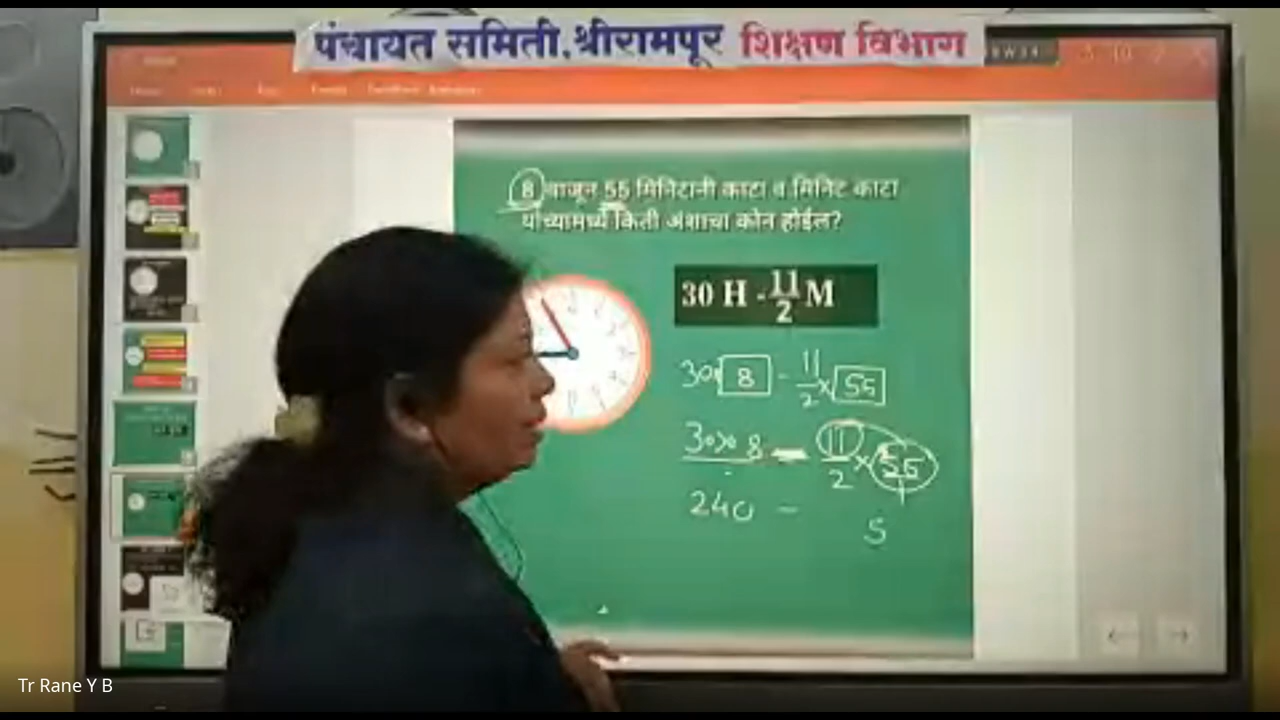 पंचायत समिती.श्रीरामपूर शिक्षण विभाग
8 वाजून 55 मिनिटानी काटा व मिनिट काटा
यांच्यामध्ये किती अंशाचा कोन होईल?
30 H - 11/2 M
30× 8 - 11/2 × 55
30×8 - 11/2 × 55
240 -
5
Tr Rane Y B